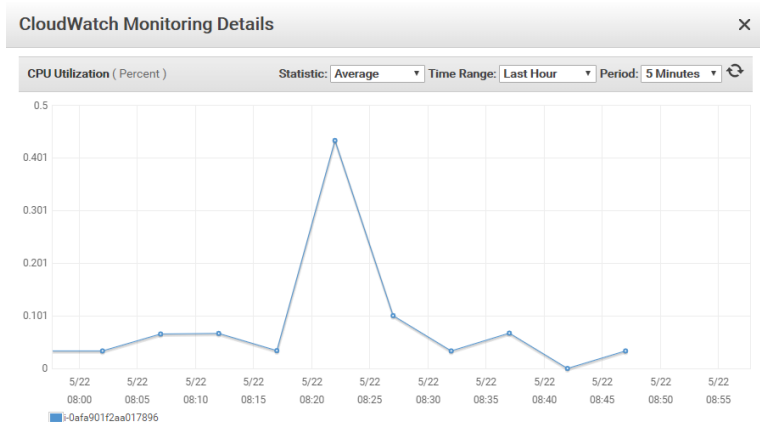 CloudWatch Monitoring Details
CPU Utilization ( Percent )
Statistic: Average Time Range: Last Hour Period: 5 Minutes
0.5
0.401
0.301
0.201
0.101
0
5/22 5/22 5/22 5/22 5/22 5/22 5/22 5/22 5/22 5/22 5/22 5/22
08:00 08:05 08:10 08:15 08:20 08:25 08:30 08:35 08:40 08:45 08:50 08:55
i-0afa901f2aa017896